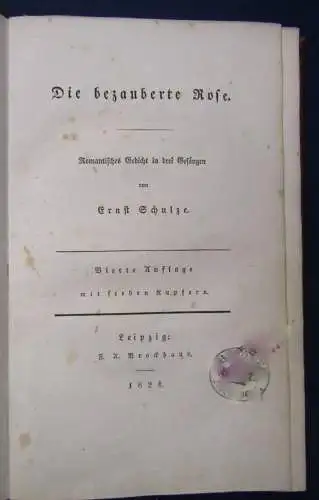 Die bezauberte Rose.
Romantisches Gedicht in drei Gesängen
von
Ernst Schulze.
Vierte Auflage
mit sieben Kupfern.
Leipzig:
F. A. Brockhaus.